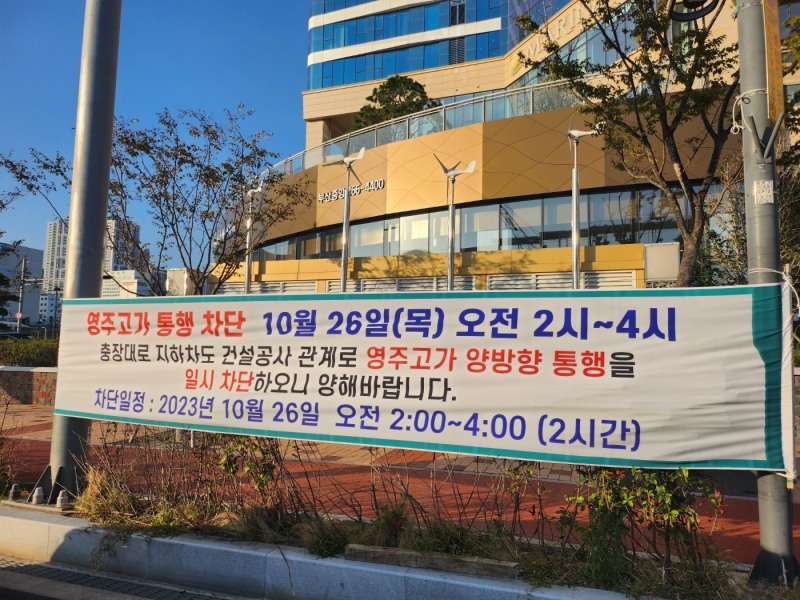 영주고가 통행 차단 10월 26일(목) 오전 2시~4시
충장대로 지하차도 건설공사 관계로 영주고가 양방향 통행을
일시 차단하오니 양해바랍니다.
차단일정 : 2023년 10월 26일 오전 2:00~4:00 (2시간)